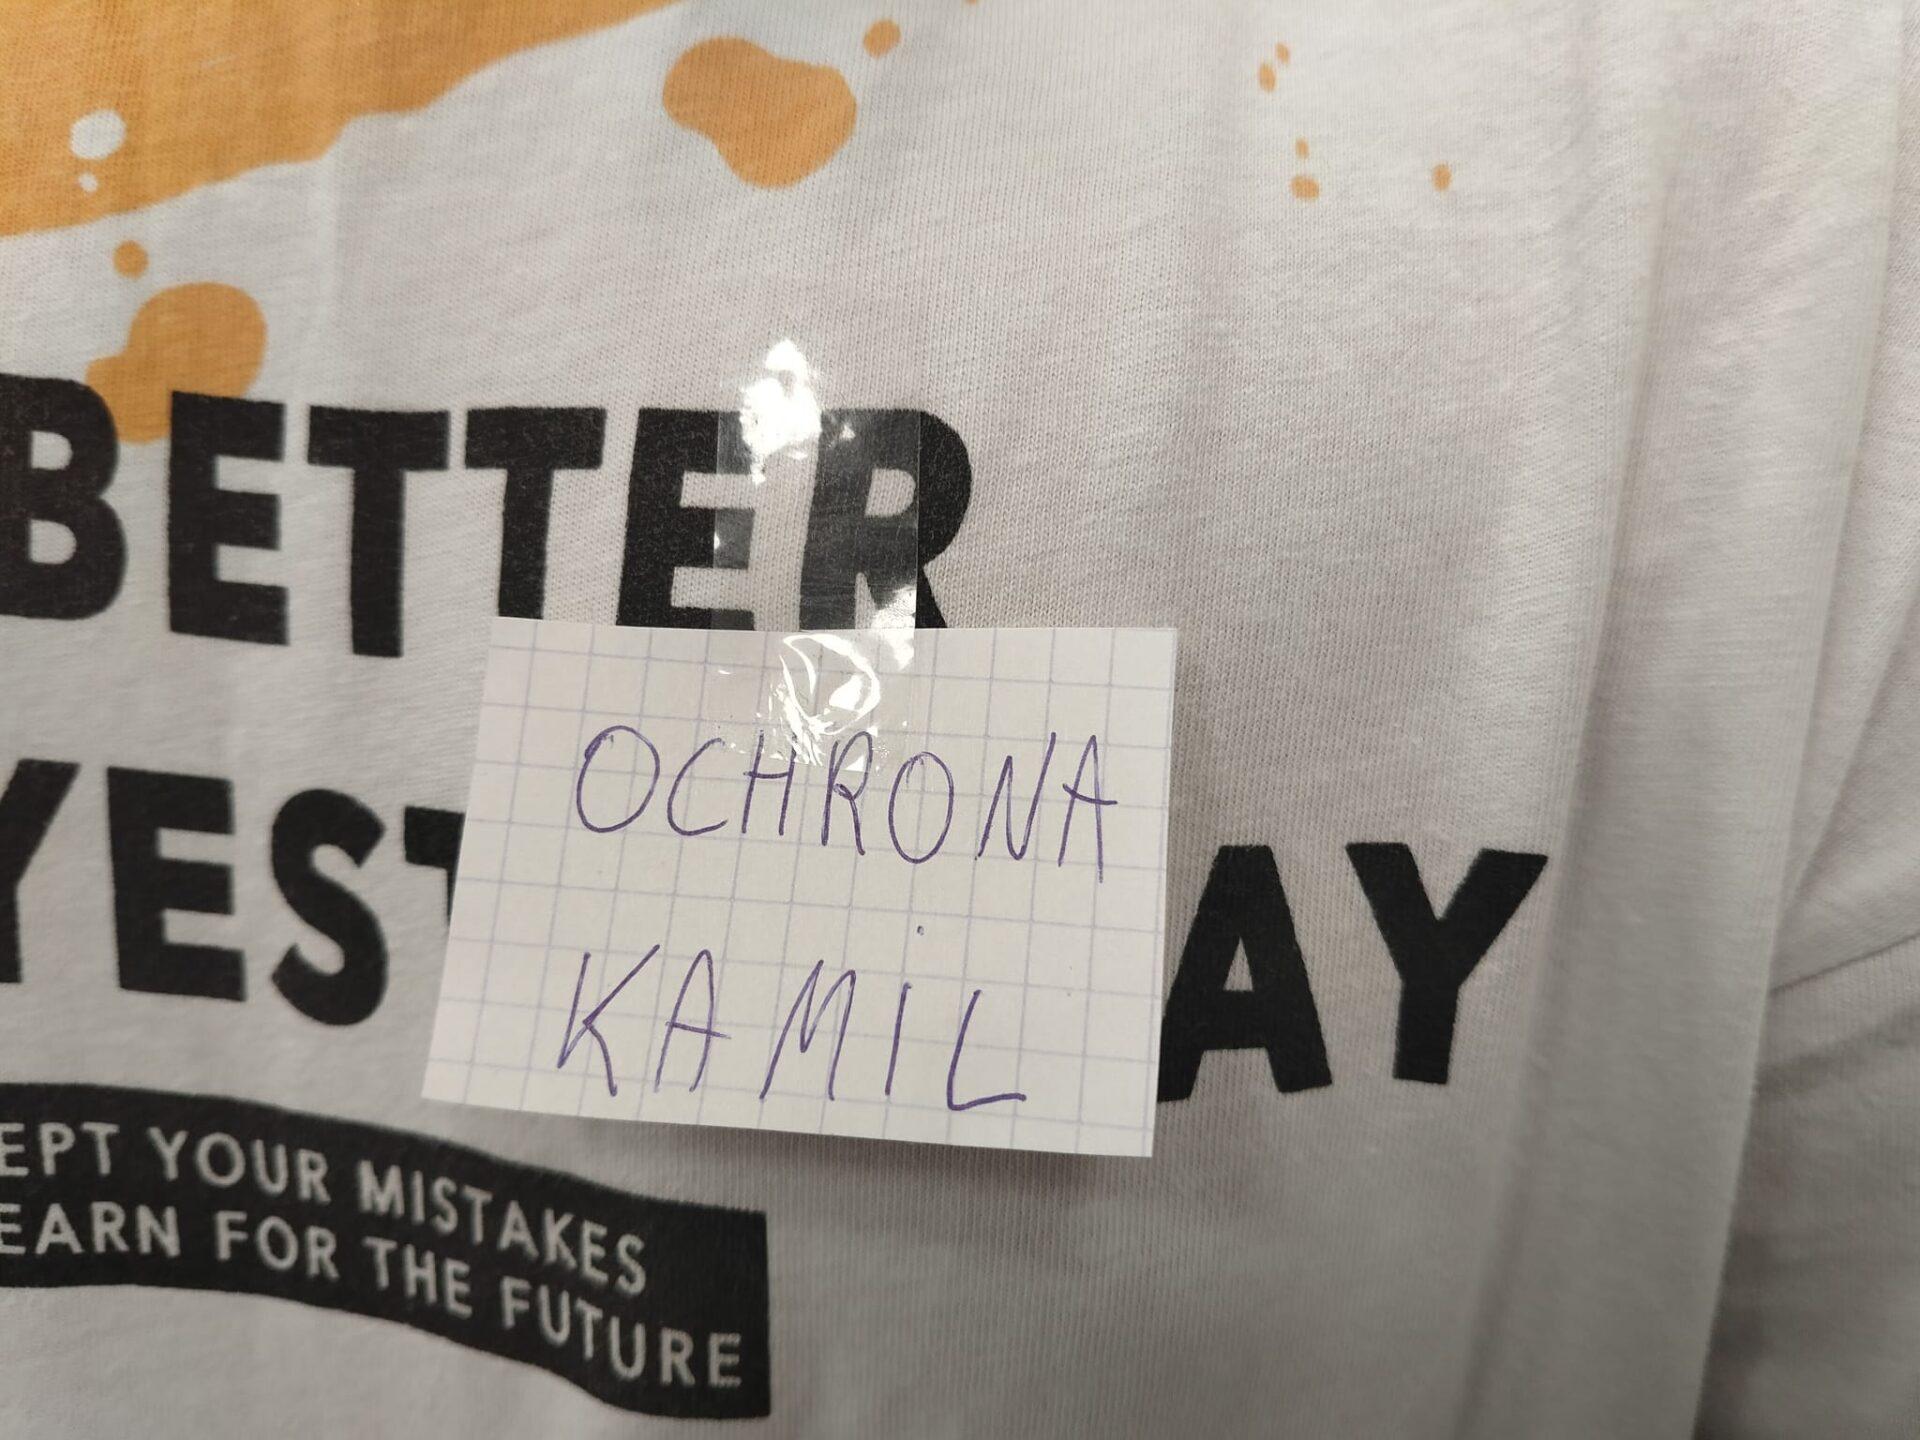 BETTER
YEST AY
OCHRONA
KAMIL
EPT YOUR MISTAKES
EARN FOR THE FUTURE